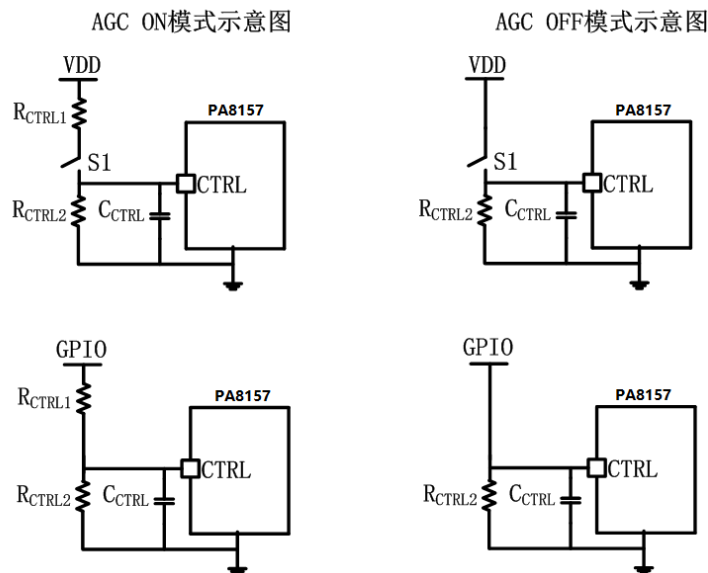 AGC ON模式示意图
VDD
RCTRL1
PA8157
S1
CTRL
RCTRL2
CCTRL
AGC OFF模式示意图
VDD
PA8157
S1
CTRL
RCTRL2
CCTRL
GPIO
RCTRL1
PA8157
CTRL
RCTRL2
CCTRL
GPIO
PA8157
CTRL
RCTRL2
CCTRL